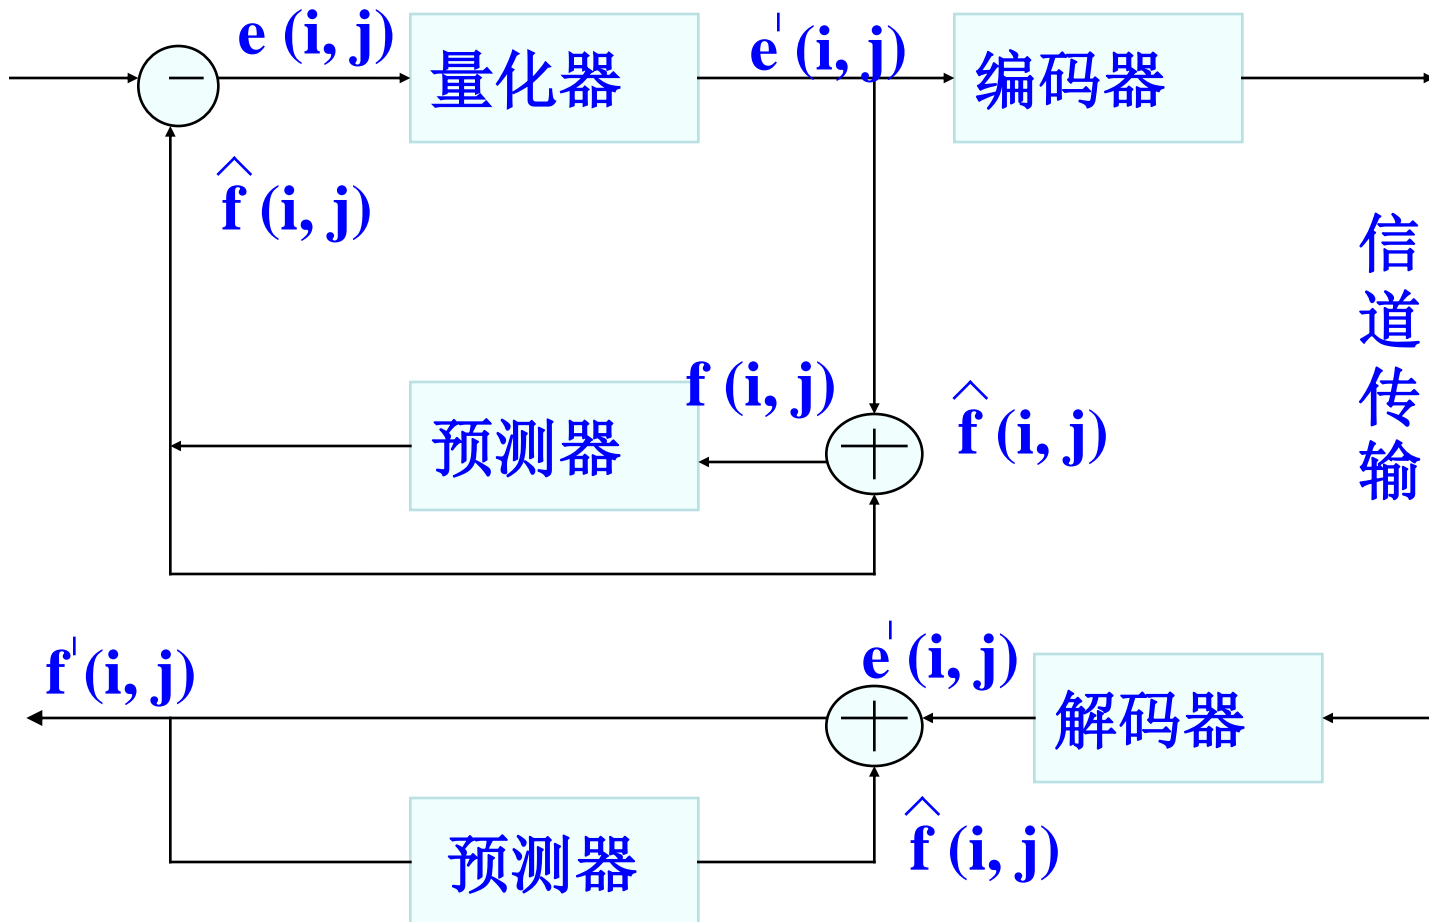 e (i, j)
量化器
e' (i, j)
编码器
f̂ (i, j)
信道传输
f (i, j)
预测器
f̂ (i, j)
f' (i, j)
e' (i, j)
解码器
预测器
f̂ (i, j)